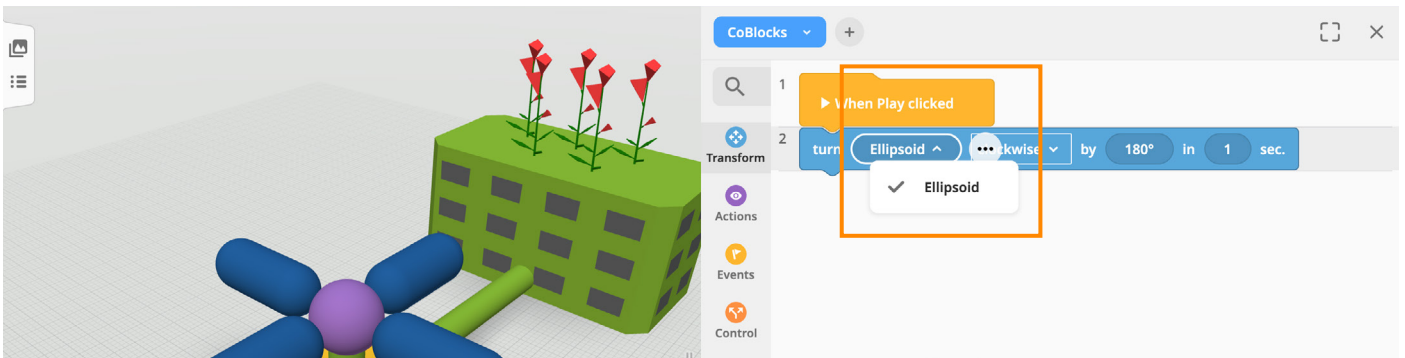 CoBlocks
1
When Play clicked
2
turn Ellipsoid ckwise by 180° in 1 sec.
Ellipsoid
Transform
Actions
Events
Control